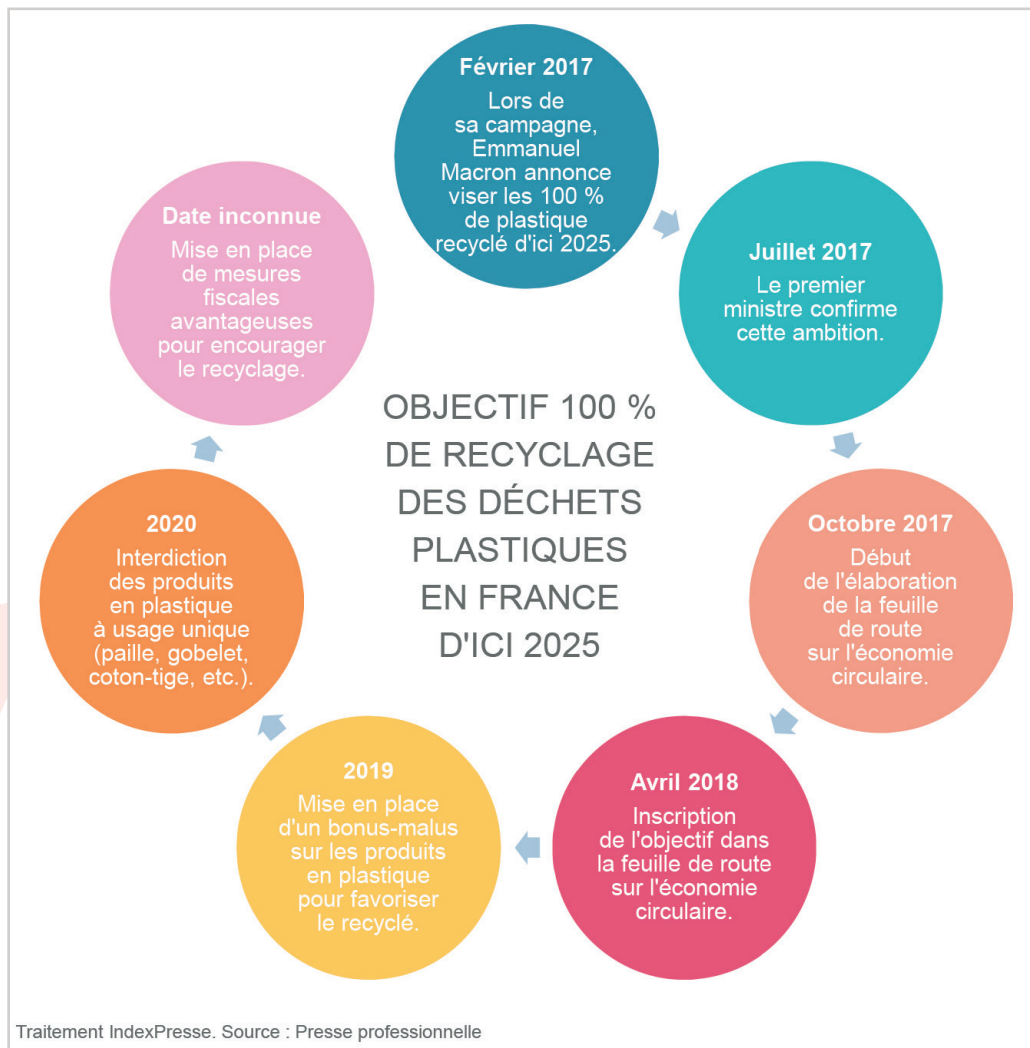 Février 2017
Lors de
sa campagne,
Emmanuel
Macron annonce
viser les 100 %
de plastique
recyclé d'ici 2025.
Juillet 2017
Le premier
ministre confirme
cette ambition.
Octobre 2017
Début
de l'élaboration
de la feuille
de route
sur l'économie
circulaire.
Avril 2018
Inscription
de l'objectif dans
la feuille de route
sur l'économie
circulaire.
2019
Mise en place
d'un bonus-malus
sur les produits
en plastique
pour favoriser
le recyclé.
2020
Interdiction
des produits
en plastique
à usage unique
(paille, gobelet,
coton-tige, etc.).
Date inconnue
Mise en place
de mesures
fiscales
avantageuses
pour encourager
le recyclage.
OBJECTIF 100 %
DE RECYCLAGE
DES DÉCHETS
PLASTIQUES
EN FRANCE
D'ICI 2025
Traitement IndexPresse. Source : Presse professionnelle